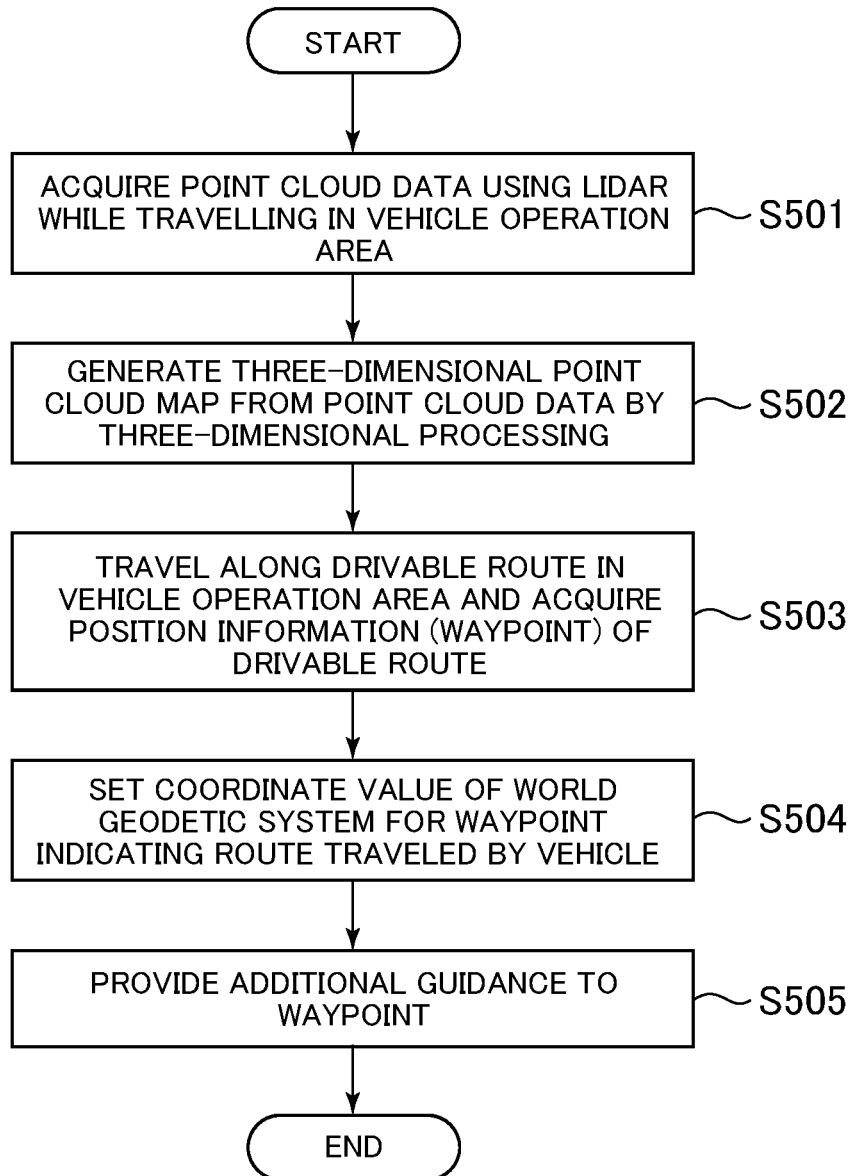 START
ACQUIRE POINT CLOUD DATA USING LIDAR
WHILE TRAVELLING IN VEHICLE OPERATION
AREA
S501
GENERATE THREE-DIMENSIONAL POINT
CLOUD MAP FROM POINT CLOUD DATA BY
THREE-DIMENSIONAL PROCESSING
S502
TRAVEL ALONG DRIVABLE ROUTE IN
VEHICLE OPERATION AREA AND ACQUIRE
POSITION INFORMATION (WAYPOINT) OF
DRIVABLE ROUTE
S503
SET COORDINATE VALUE OF WORLD
GEODETIC SYSTEM FOR WAYPOINT
INDICATING ROUTE TRAVELED BY VEHICLE
S504
PROVIDE ADDITIONAL GUIDANCE TO
WAYPOINT
S505
END